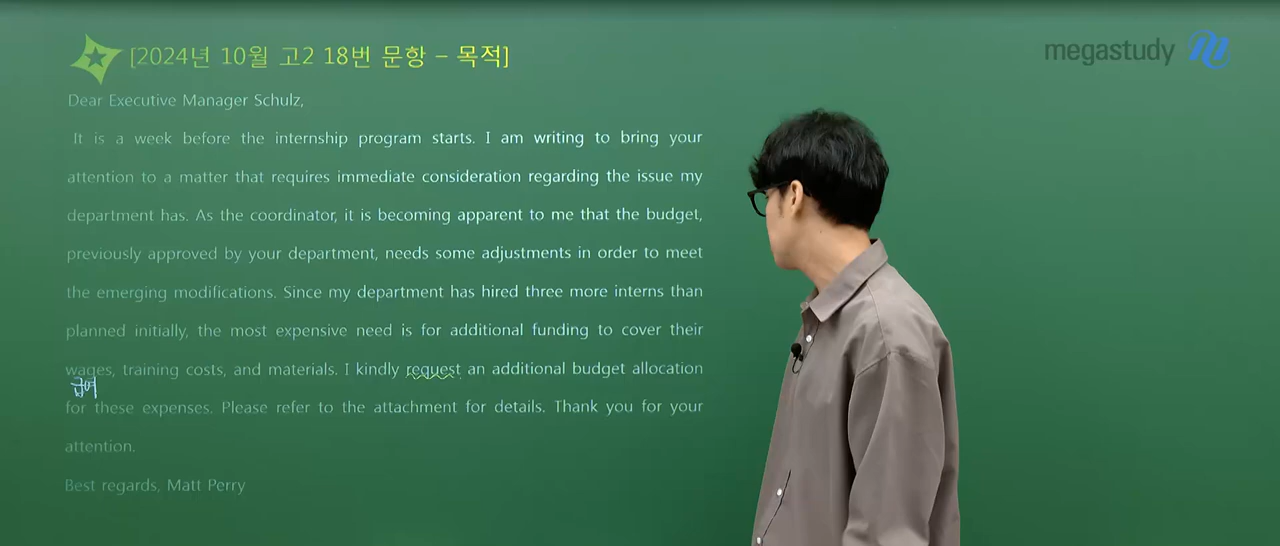 [2024년 10월 고2 18번 문항 – 목적]
megastudy
Dear Executive Manager Schulz,
It is a week before the internship program starts. I am writing to bring your
attention to a matter that requires immediate consideration regarding the issue my
department has. As the coordinator, it is becoming apparent to me that the budget,
previously approved by your department, needs some adjustments in order to meet
the emerging modifications. Since my department has hired three more interns than
planned initially, the most expensive need is for additional funding to cover their
wages, training costs, and materials. I kindly request an additional budget allocation
급여
for these expenses. Please refer to the attachment for details. Thank you for your
attention.
Best regards, Matt Perry